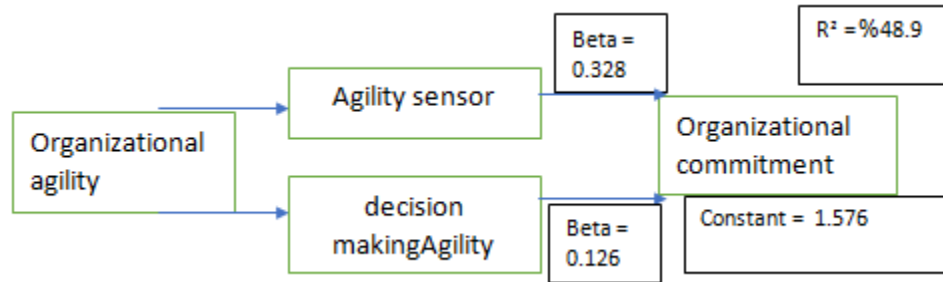 Organizational
agility
Agility sensor
decision
makingAgility
Beta =
0.328
Beta =
0.126
R² =%48.9
Organizational
commitment
Constant = 1.576